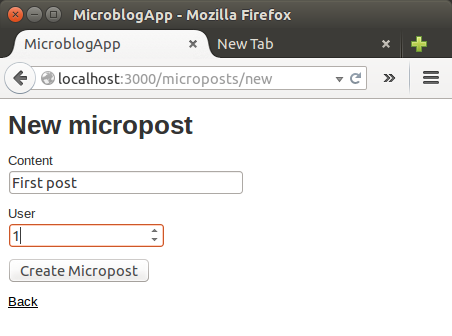 MicroblogApp - Mozilla Firefox
MicroblogApp
New Tab
localhost:3000/microposts/new
New micropost
Content
First post
User
1
Create Micropost
Back